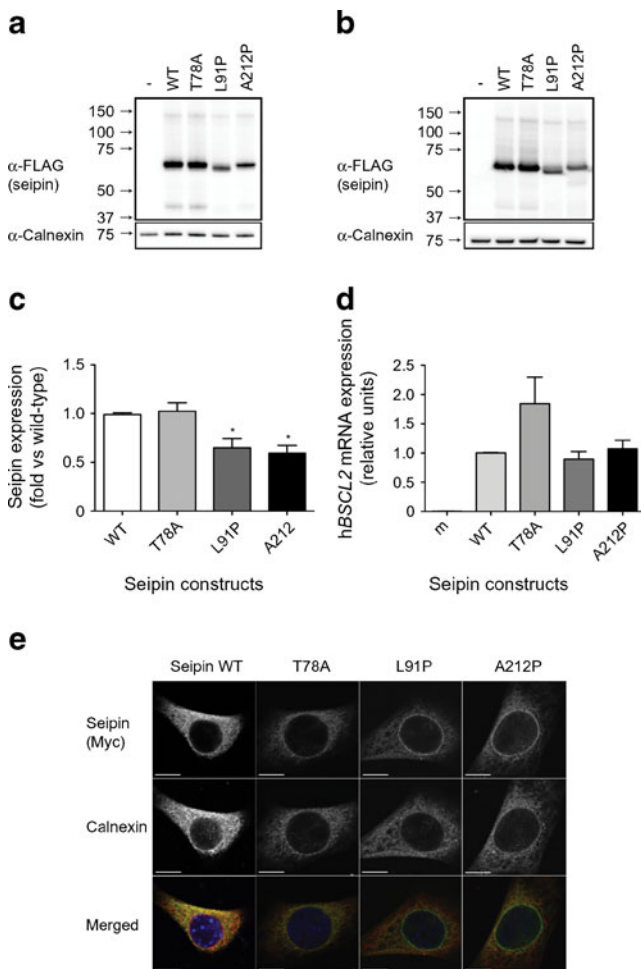 a
- WT T78A L91P A212P
150
100
75
50
37
75
α-FLAG
(seipin)
α-Calnexin
b
- WT T78A L91P A212P
150
100
75
50
37
75
α-FLAG
(seipin)
α-Calnexin
c
Seipin expression
(fold vs wild-type)
1.5
1.0
0.5
0.0
* *
WT T78A L91P A212
Seipin constructs
d
hBSCL2 mRNA expression
(relative units)
2.5
2.0
1.5
1.0
0.5
0.0
m WT T78A L91P A212P
Seipin constructs
e
Seipin WT T78A L91P A212P
Seipin
(Myc)
Calnexin
Merged